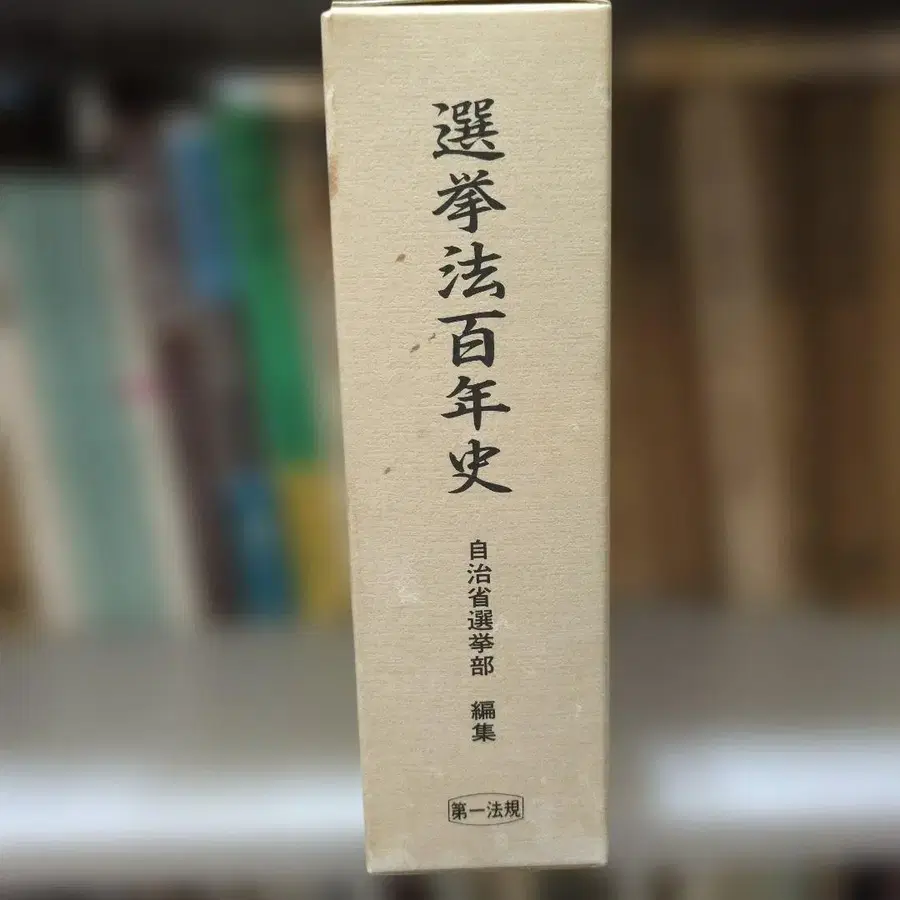 選挙法百年史
自治省選挙部 編集
第一法規